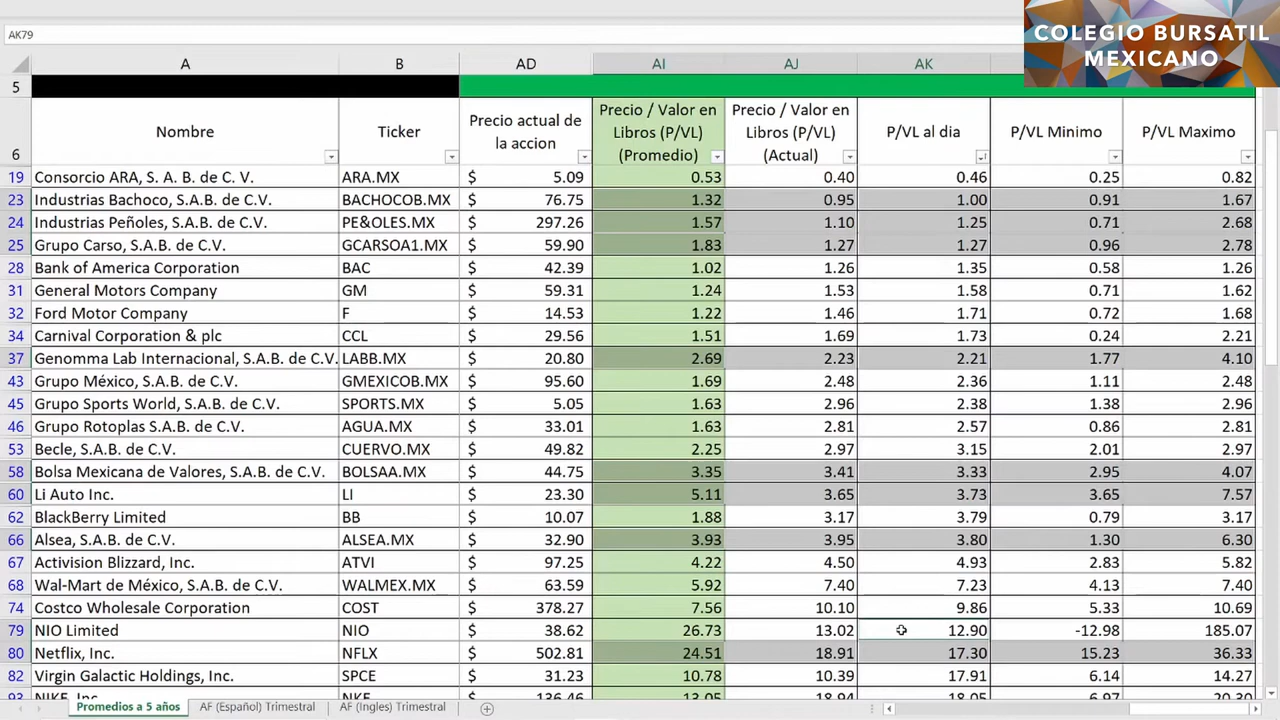 COLEGIO BURSATIL
MEXICANO
AK79
A B AD AI AJ AK
5
6 Nombre Ticker Precio actual de la accion Precio / Valor en Libros (P/VL) (Promedio) Precio / Valor en Libros (P/VL) (Actual) P/VL al dia P/VL Minimo P/VL Maximo
19 Consorcio ARA, S. A. B. de C. V. ARA.MX $ 5.09 0.53 0.40 0.46 0.25 0.82
23 Industrias Bachoco, S.A.B. de C.V. BACHOCOB.MX $ 76.75 1.32 0.95 1.00 0.91 1.67
24 Industrias Peñoles, S.A.B. de C.V. PE&OLES.MX $ 297.26 1.57 1.10 1.25 0.71 2.68
25 Grupo Carso, S.A.B. de C.V. GCARSOA1.MX $ 59.90 1.83 1.27 1.27 0.96 2.78
28 Bank of America Corporation BAC $ 42.39 1.02 1.26 1.35 0.58 1.26
31 General Motors Company GM $ 59.31 1.24 1.53 1.58 0.71 1.62
32 Ford Motor Company F $ 14.53 1.22 1.46 1.71 0.72 1.68
34 Carnival Corporation & plc CCL $ 29.56 1.51 1.69 1.73 0.24 2.21
37 Genomma Lab Internacional, S.A.B. de C.V. LABB.MX $ 20.80 2.69 2.23 2.21 1.77 4.10
43 Grupo México, S.A.B. de C.V. GMEXICOB.MX $ 95.60 1.69 2.48 2.36 1.11 2.48
45 Grupo Sports World, S.A.B. de C.V. SPORTS.MX $ 5.05 1.63 2.96 2.38 1.38 2.96
46 Grupo Rotoplas S.A.B. de C.V. AGUA.MX $ 33.01 1.63 2.81 2.57 0.86 2.81
53 Becle, S.A.B. de C.V. CUERVO.MX $ 49.82 2.25 2.97 3.15 2.01 2.97
58 Bolsa Mexicana de Valores, S.A.B. de C.V. BOLSAA.MX $ 44.75 3.35 3.41 3.33 2.95 4.07
60 Li Auto Inc. LI $ 23.30 5.11 3.65 3.73 3.65 7.57
62 BlackBerry Limited BB $ 10.07 1.88 3.17 3.79 0.79 3.17
66 Alsea, S.A.B. de C.V. ALSEA.MX $ 32.90 3.93 3.95 3.80 1.30 6.30
67 Activision Blizzard, Inc. ATVI $ 97.25 4.22 4.50 4.93 2.83 5.82
68 Wal-Mart de México, S.A.B. de C.V. WALMEX.MX $ 63.59 5.92 7.40 7.23 4.13 7.40
74 Costco Wholesale Corporation COST $ 378.27 7.56 10.10 9.86 5.33 10.69
79 NIO Limited NIO $ 38.62 26.73 13.02 12.90 -12.98 185.07
80 Netflix, Inc. NFLX $ 502.81 24.51 18.91 17.30 15.23 36.33
82 Virgin Galactic Holdings, Inc. SPCE $ 31.23 10.78 10.39 17.91 6.14 14.27
93 NIKE, Inc. NKE $ 136.46 13.05 18.94 18.05 6.97 20.30
Promedios a 5 años AF (Español) Trimestral AF (Ingles) Trimestral